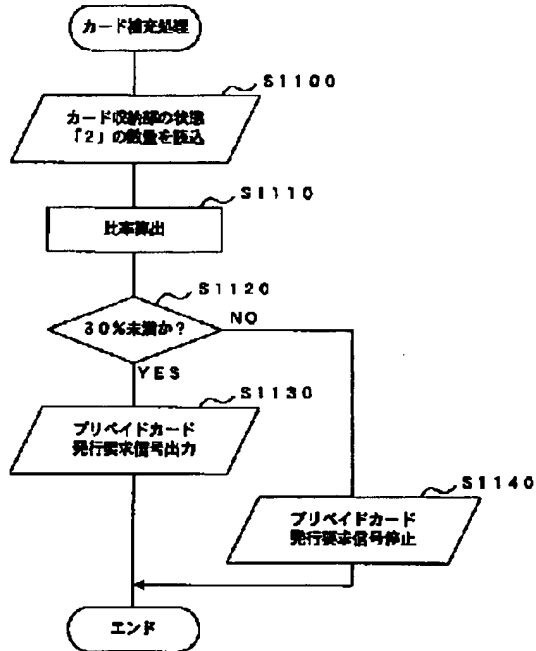 カード補充処理
S1100
カード収納部の状態
「2」の数量を読込
S1110
比率算出
S1120
30%未満か?
NO
YES
S1130
プリペイドカード
発行要求信号出力
S1140
プリペイドカード
発行要求信号停止
エンド